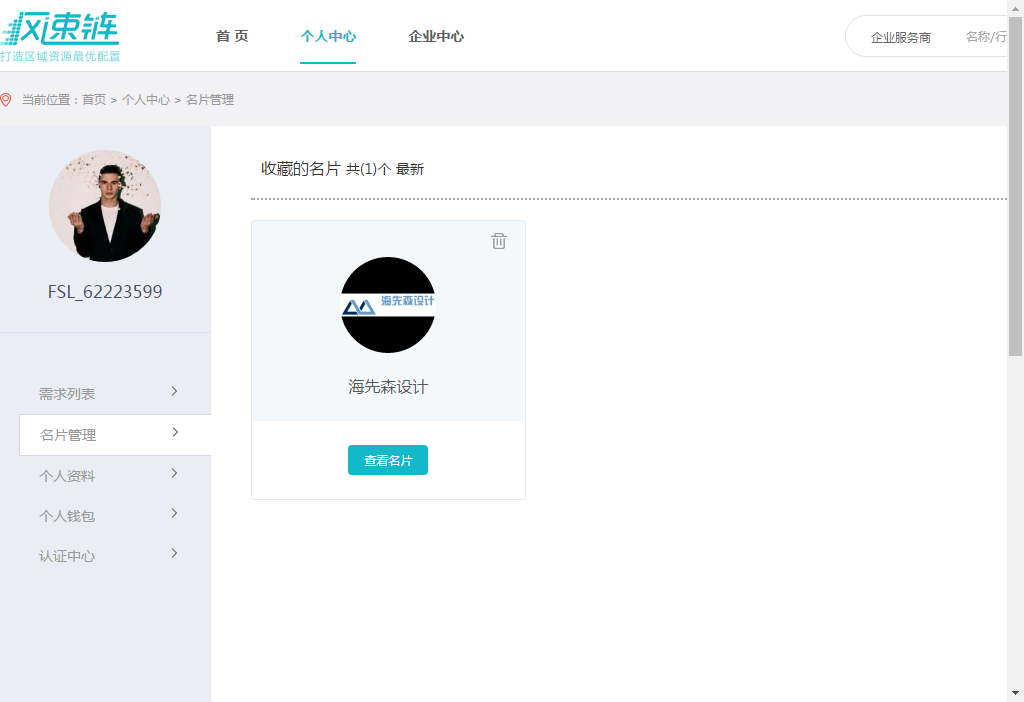 风速链
打造区域资源最优配置
首 页
个人中心
企业中心
企业服务商
名称/行
当前位置：首页 > 个人中心 > 名片管理
FSL_62223599
需求列表
名片管理
个人资料
个人钱包
认证中心
收藏的名片 共(1)个 最新
海先森设计
海先森设计
查看名片